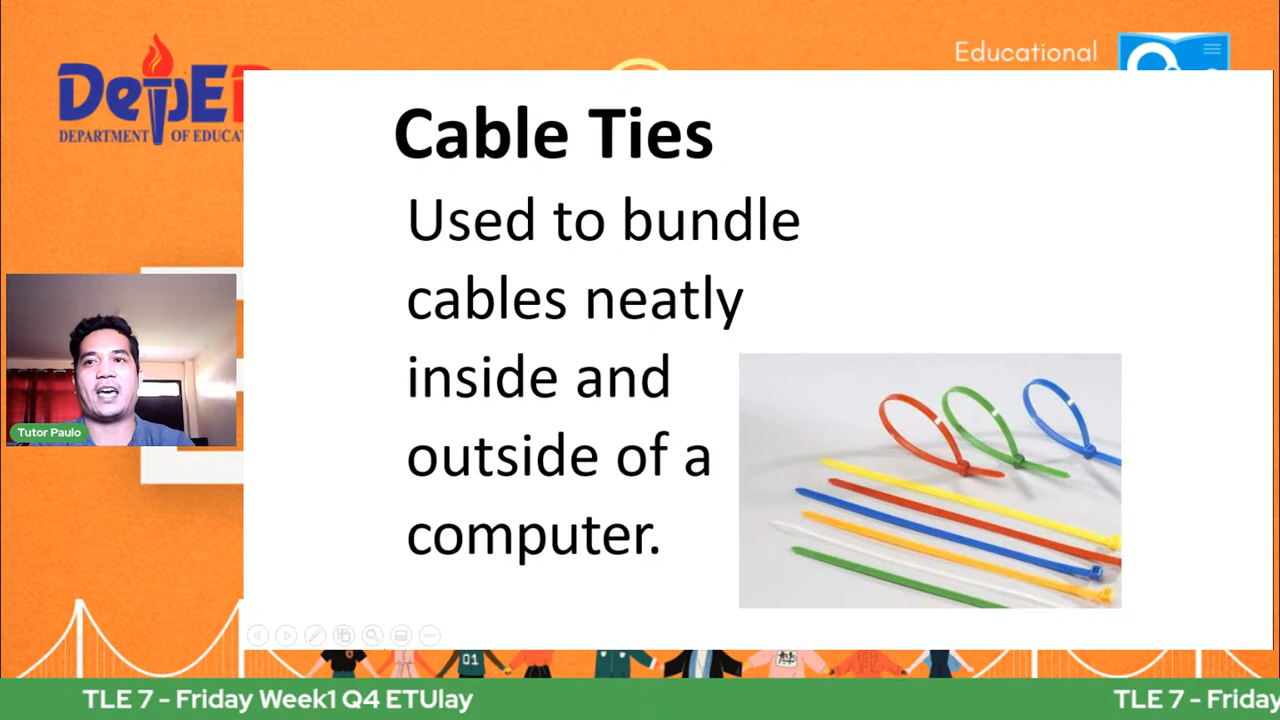 Educational
DepED
DEPARTMENT OF EDUCAT
Cable Ties
Used to bundle
cables neatly
inside and
outside of a
computer.
Tutor Paulo
Q1
TLE 7 - Friday Week1 Q4 ETUlay
TLE 7 - Friday